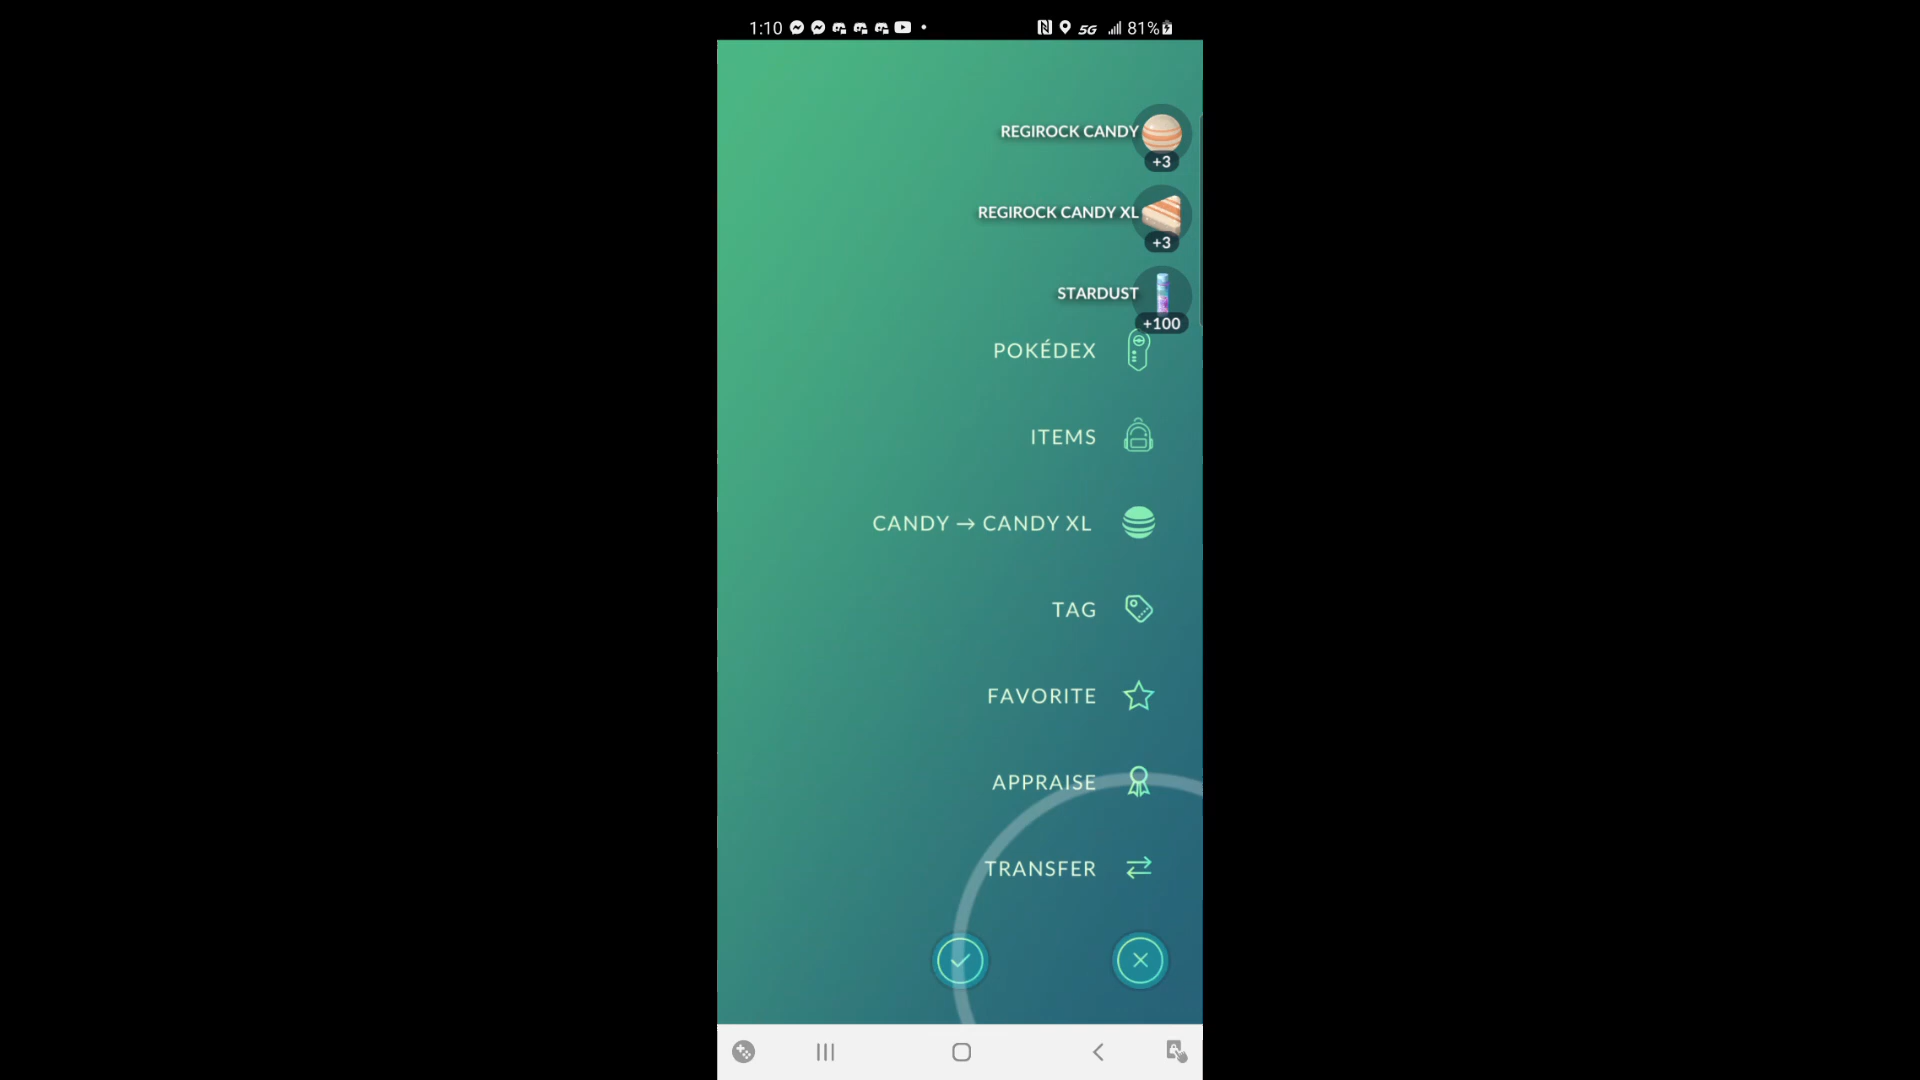 1:10 5G 81%
REGIROCK CANDY
+3
REGIROCK CANDY XL
+3
STARDUST
+100
POKÉDEX
ITEMS
CANDY → CANDY XL
TAG
FAVORITE
APPRAISE
TRANSFER